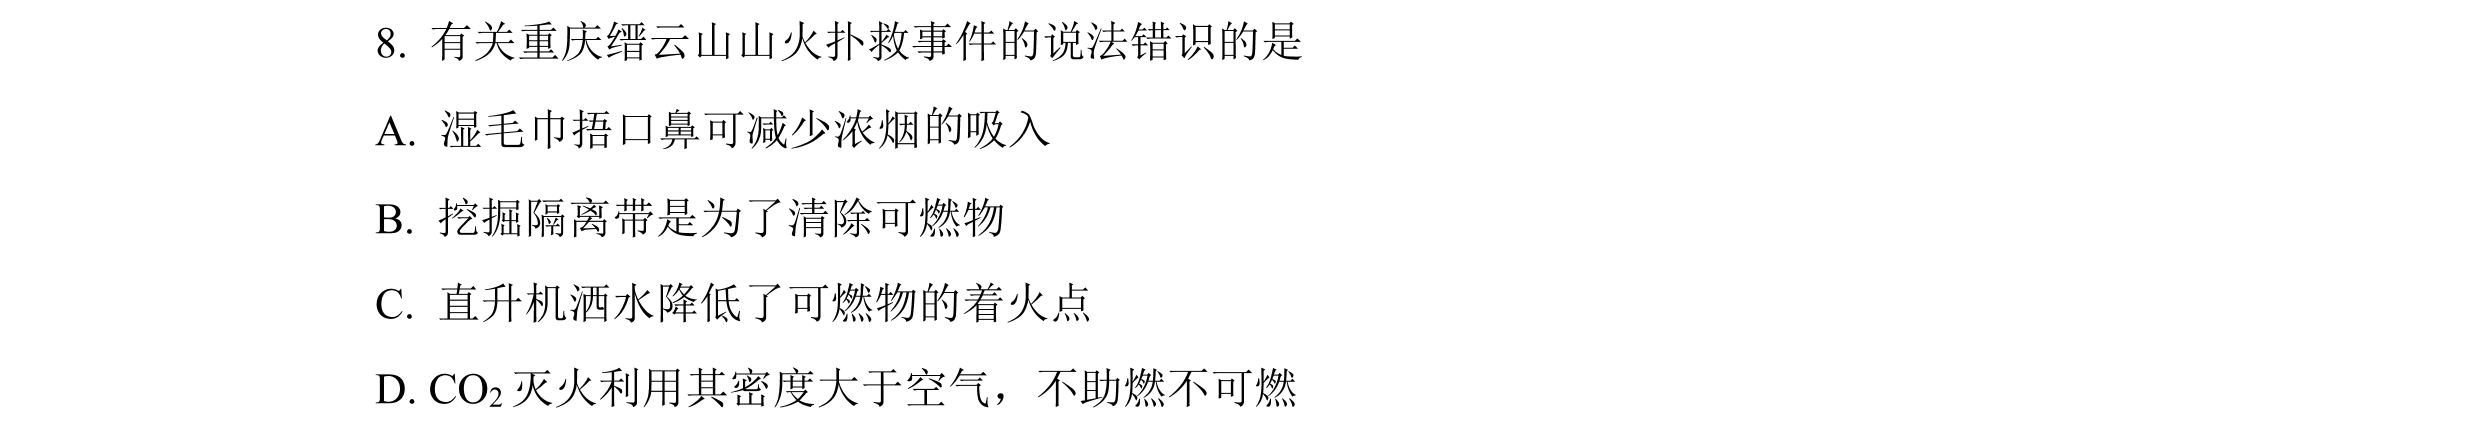 8. 有关重庆缙云山山火扑救事件的说法错识的是
A. 湿毛巾捂口鼻可减少浓烟的吸入
B. 挖掘隔离带是为了清除可燃物
C. 直升机洒水降低了可燃物的着火点
D. CO₂灭火利用其密度大于空气，不助燃不可燃